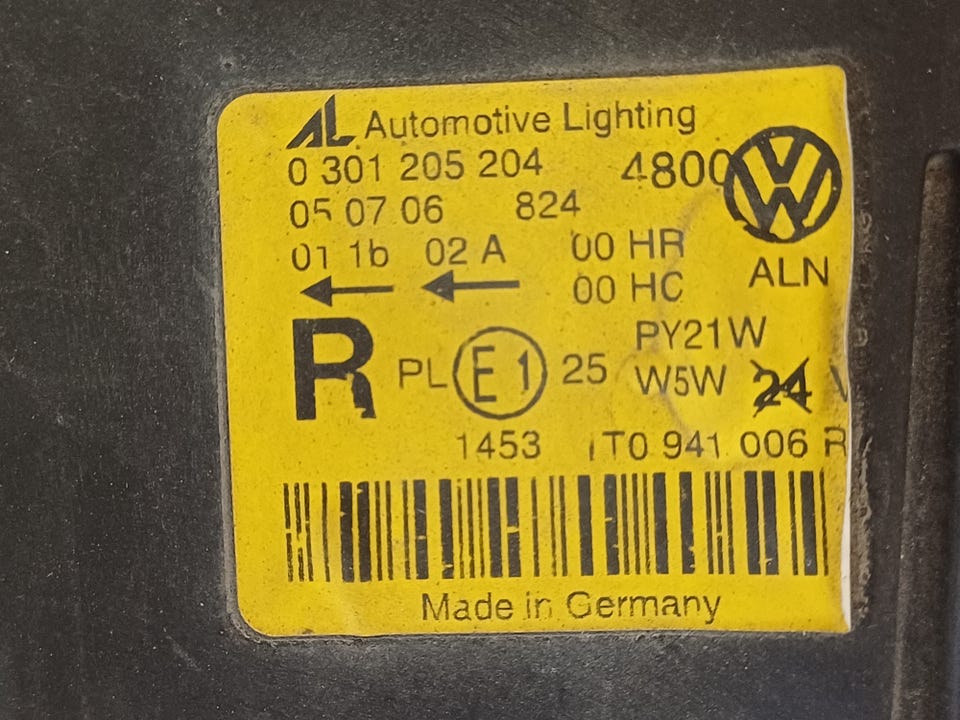 AL Automotive Lighting
0 301 205 204 4800
05 07 06 824
01 1b 02 A 00 HR
00 HC ALN
R PL E1 25 PY21W
W5W 24 V
1453 1T0 941 006 R
Made in Germany